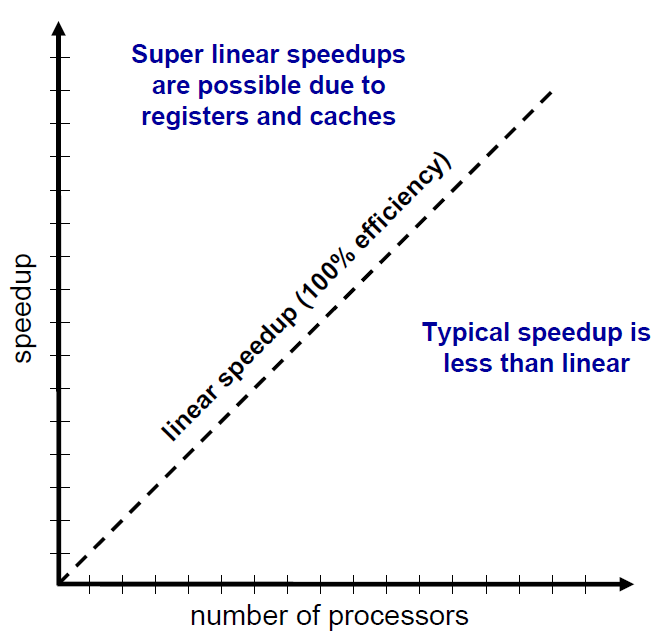 Super linear speedups
are possible due to
registers and caches
linear speedup (100% efficiency)
speedup
Typical speedup is
less than linear
number of processors